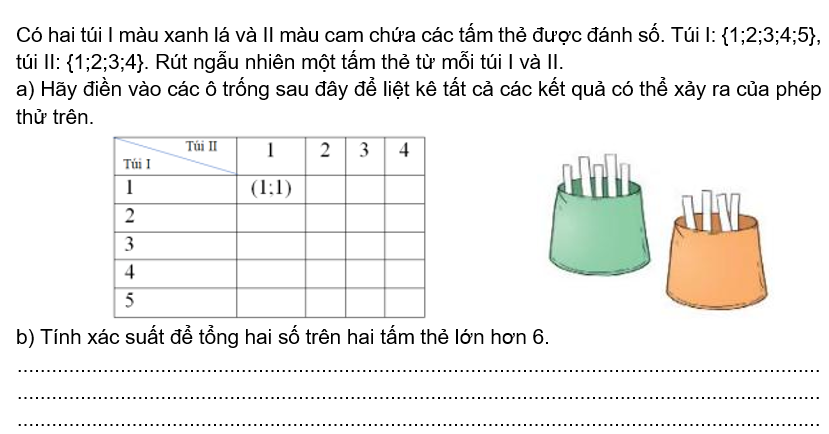 Có hai túi I màu xanh lá và II màu cam chứa các tấm thẻ được đánh số. Túi I: {1;2;3;4;5},
túi II: {1;2;3;4}. Rút ngẫu nhiên một tấm thẻ từ mỗi túi I và II.
a) Hãy điền vào các ô trống sau đây để liệt kê tất cả các kết quả có thể xảy ra của phép
thử trên.
Túi II 1 2 3 4
Túi I
1 (1;1)
2
3
4
5
b) Tính xác suất để tổng hai số trên hai tấm thẻ lớn hơn 6.